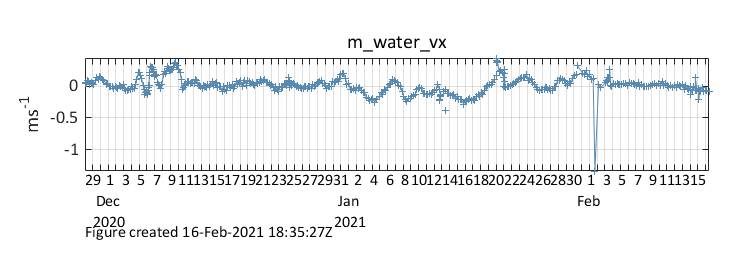 m_water_vx
0
-0.5
-1
ms-1
29 1 3 5 7 9 11 13 15 17 19 21 23 25 27 29 31 2 4 6 8 10 12 14 16 18 20 22 24 26 28 30 1 3 5 7 9 11 13 15
Dec Jan Feb
2020 2021
Figure created 16-Feb-2021 18:35:27Z